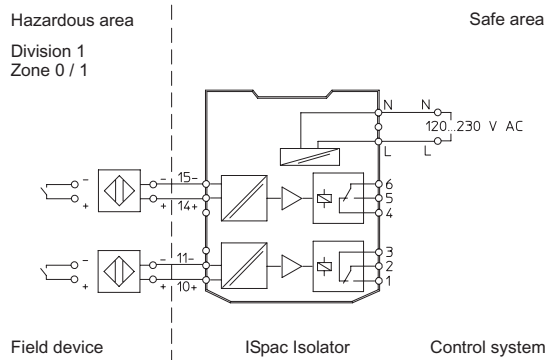 Hazardous area
Safe area
Division 1
Zone 0 / 1
N N
120...230 V AC
L L
- - 15- 6
5
+ + 14+ 4
- - 11- 3
2
+ + 10+ 1
Field device
ISpac Isolator
Control system